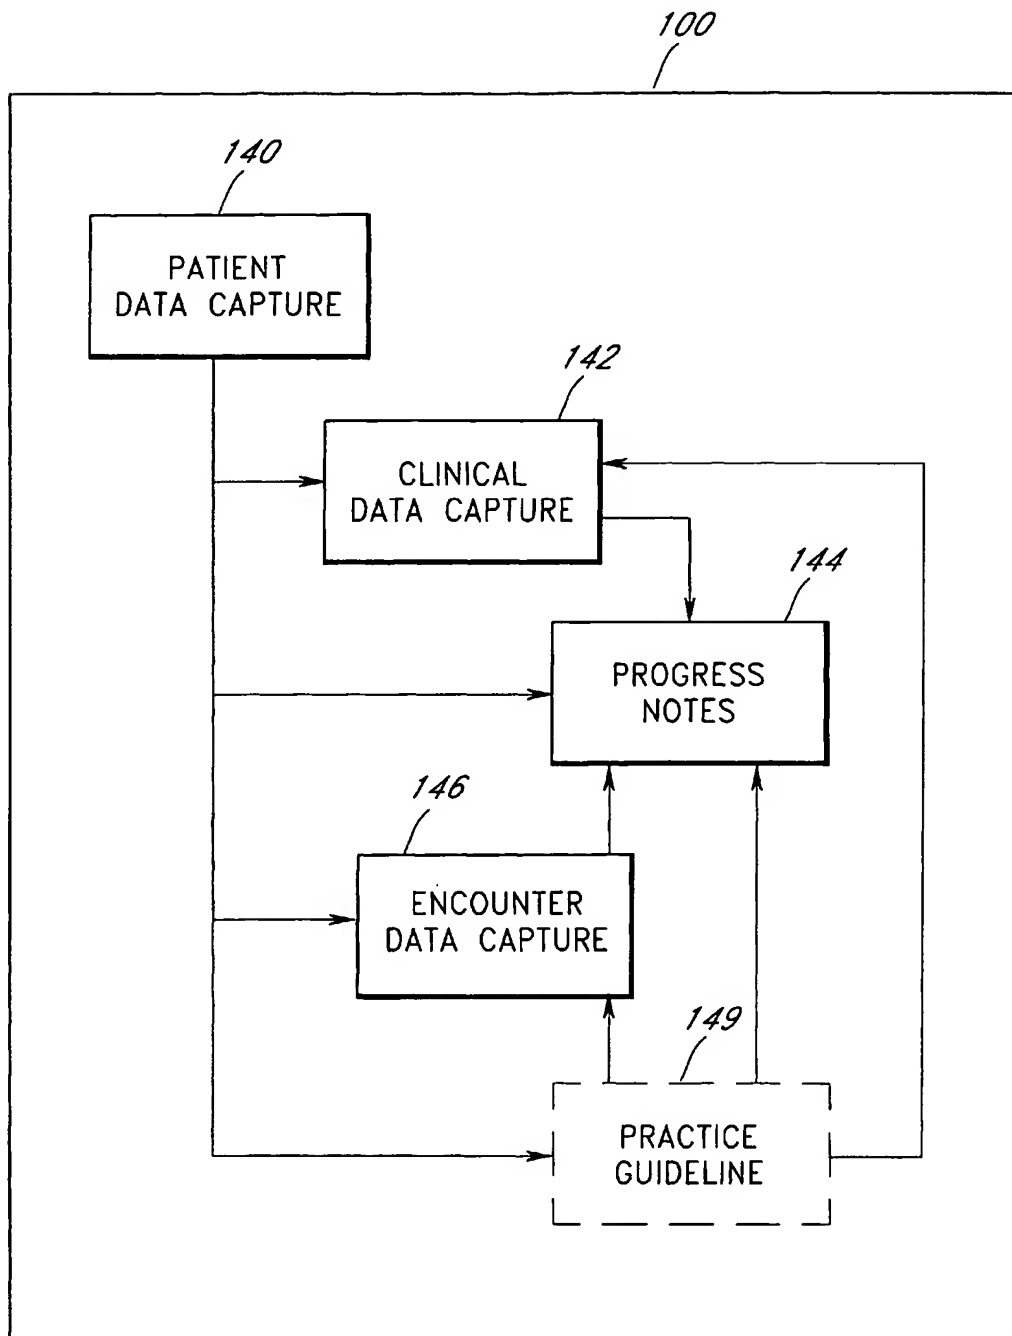 100
140
PATIENT
DATA CAPTURE
142
CLINICAL
DATA CAPTURE
144
PROGRESS
NOTES
146
ENCOUNTER
DATA CAPTURE
149
PRACTICE
GUIDELINE